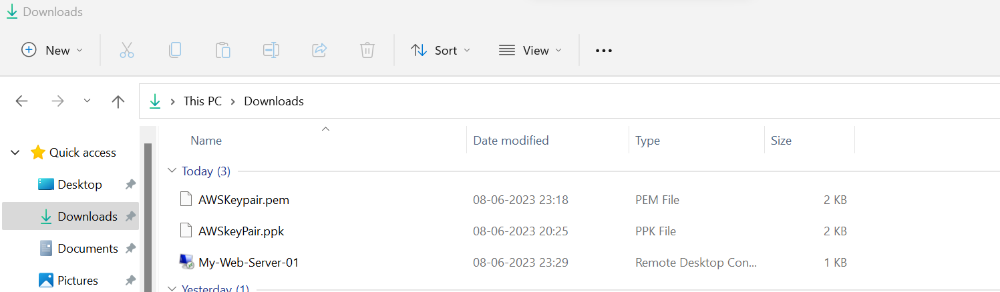 Downloads
New Sort View
This PC Downloads
Name Date modified Type Size
Quick access
Today (3)
Desktop
AWSKeypair.pem 08-06-2023 23:18 PEM File 2 KB
Downloads
AWSkeyPair.ppk 08-06-2023 20:25 PPK File 2 KB
Documents
My-Web-Server-01 08-06-2023 23:29 Remote Desktop Con... 1 KB
Pictures
Yesterday (1)